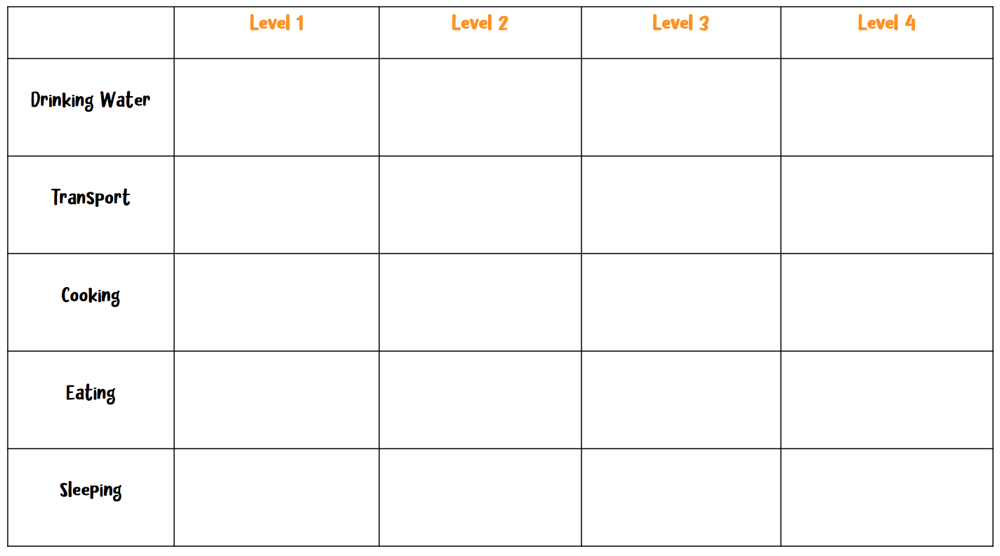 Level 1 Level 2 Level 3 Level 4
Drinking Water
Transport
Cooking
Eating
Sleeping